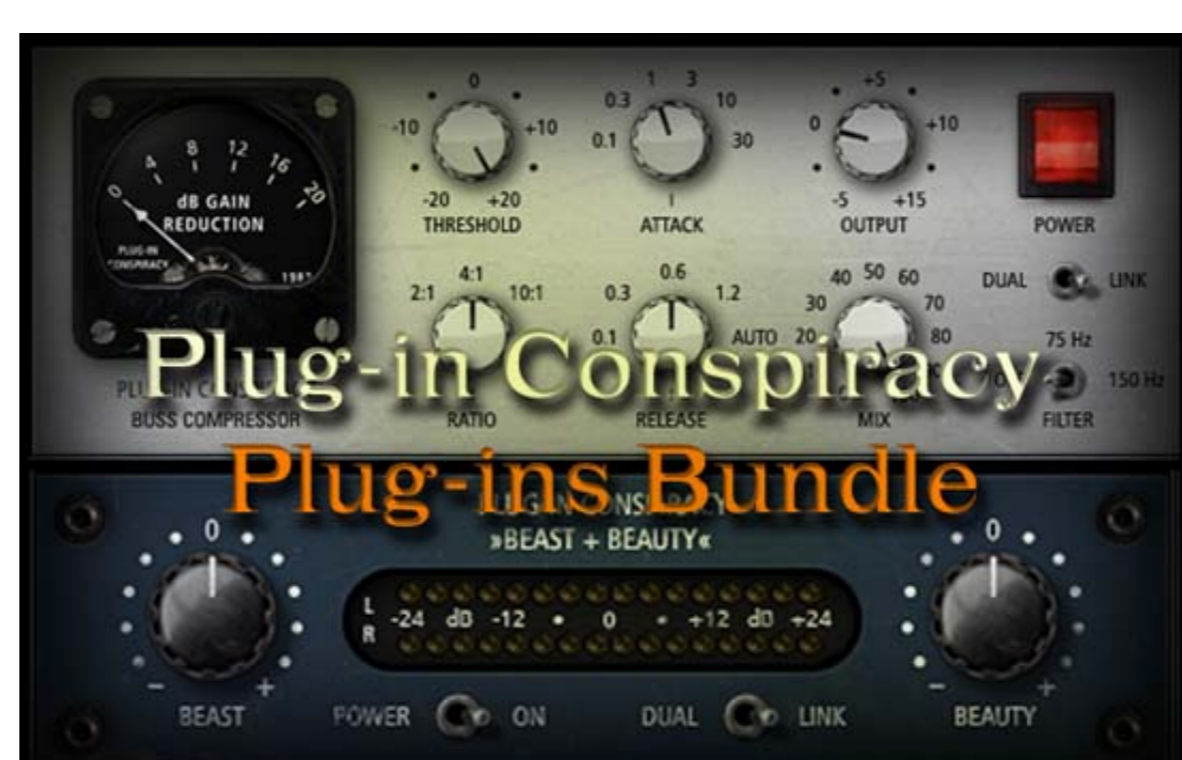 0
-10 +10
-20 +20
THRESHOLD
1 3
0.3 10
0.1 30
ATTACK
+5
0 +10
-5 +15
OUTPUT
POWER
0 4 8 12 16 20
dB GAIN
REDUCTION
PLUG-IN
CONSPIRACY
DUAL LINK
4:1
2:1 10:1
RATIO
0.6
0.3 1.2
0.1 AUTO
RELEASE
40 50 60
30 70
20 80
MIX
75 Hz
150 Hz
FILTER
Plug-in Conspiracy
BUSS COMPRESSOR
Plug-ins Bundle
PLUG-IN CONSPIRACY
»BEAST + BEAUTY«
0
- +
BEAST
L
R
-24 dB -12 • 0 • +12 dB +24
0
- +
BEAUTY
POWER ON
DUAL LINK